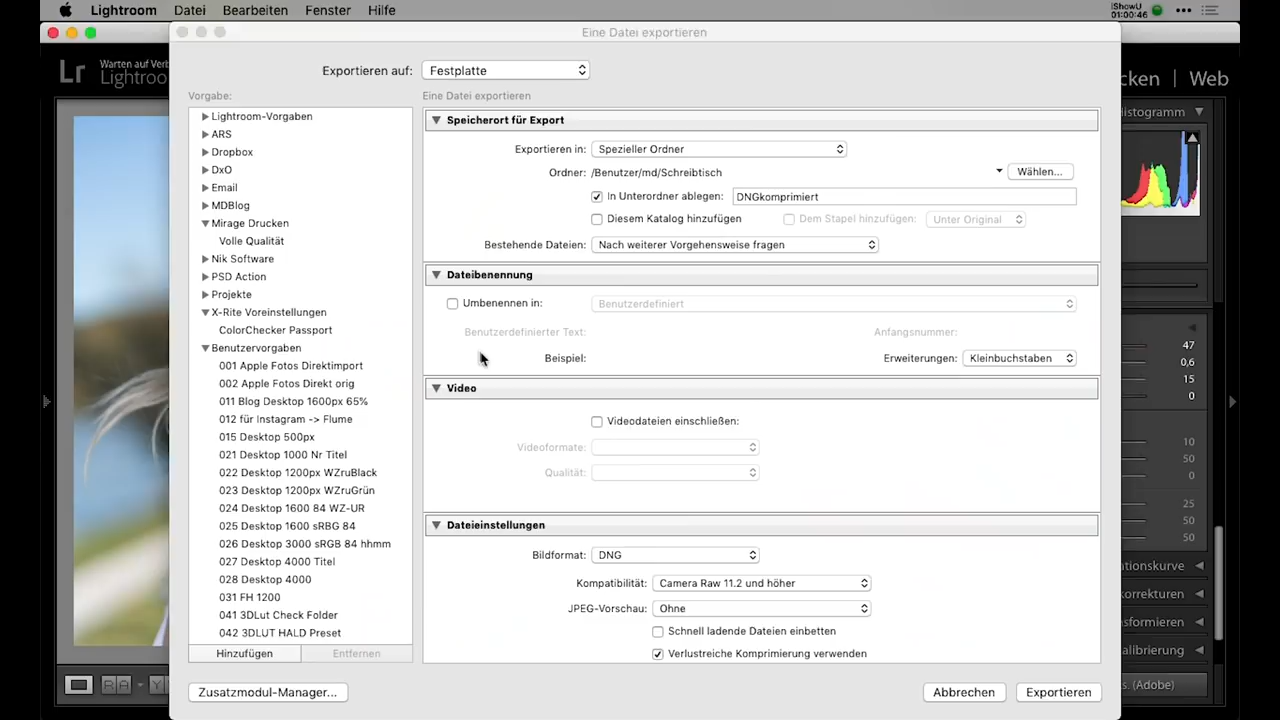 Lightroom Datei Bearbeiten Fenster Hilfe
iShowU
01:00:46
Eine Datei exportieren
Lr Warten auf Verb
Lightroo
cken | Web
Exportieren auf: Festplatte
Vorgabe:
Lightroom-Vorgaben
ARS
Dropbox
DxO
Email
MDBlog
Mirage Drucken
Volle Qualität
Nik Software
PSD Action
Projekte
X-Rite Voreinstellungen
ColorChecker Passport
Benutzervorgaben
001 Apple Fotos Direktimport
002 Apple Fotos Direkt orig
011 Blog Desktop 1600px 65%
012 für Instagram -> Flume
015 Desktop 500px
021 Desktop 1000 Nr Titel
022 Desktop 1200px WZruBlack
023 Desktop 1200px WZruGrün
024 Desktop 1600 84 WZ-UR
025 Desktop 1600 sRBG 84
026 Desktop 3000 sRGB 84 hhmm
027 Desktop 4000 Titel
028 Desktop 4000
031 FH 1200
041 3DLut Check Folder
042 3DLUT HALD Preset
Hinzufügen Entfernen
Zusatzmodul-Manager...
Eine Datei exportieren
Speicherort für Export
Exportieren in: Spezieller Ordner
Ordner: /Benutzer/md/Schreibtisch Wählen...
In Unterordner ablegen: DNGkomprimiert
Diesem Katalog hinzufügen Dem Stapel hinzufügen: Unter Original
Bestehende Dateien: Nach weiterer Vorgehensweise fragen
Dateibenennung
Umbenennen in: Benutzerdefiniert
Benutzerdefinierter Text: Anfangsnummer:
Beispiel: Erweiterungen: Kleinbuchstaben
Video
Videodateien einschließen:
Videoformate:
Qualität:
Dateieinstellungen
Bildformat: DNG
Kompatibilität: Camera Raw 11.2 und höher
JPEG-Vorschau: Ohne
Schnell ladende Dateien einbetten
Verlustreiche Komprimierung verwenden
Abbrechen Exportieren
Histogramm
47
0,6
15
0
10
50
0
25
50
50
ationskurve
korrekturen
nsformieren
alibrierung
RA Y
s. (Adobe)